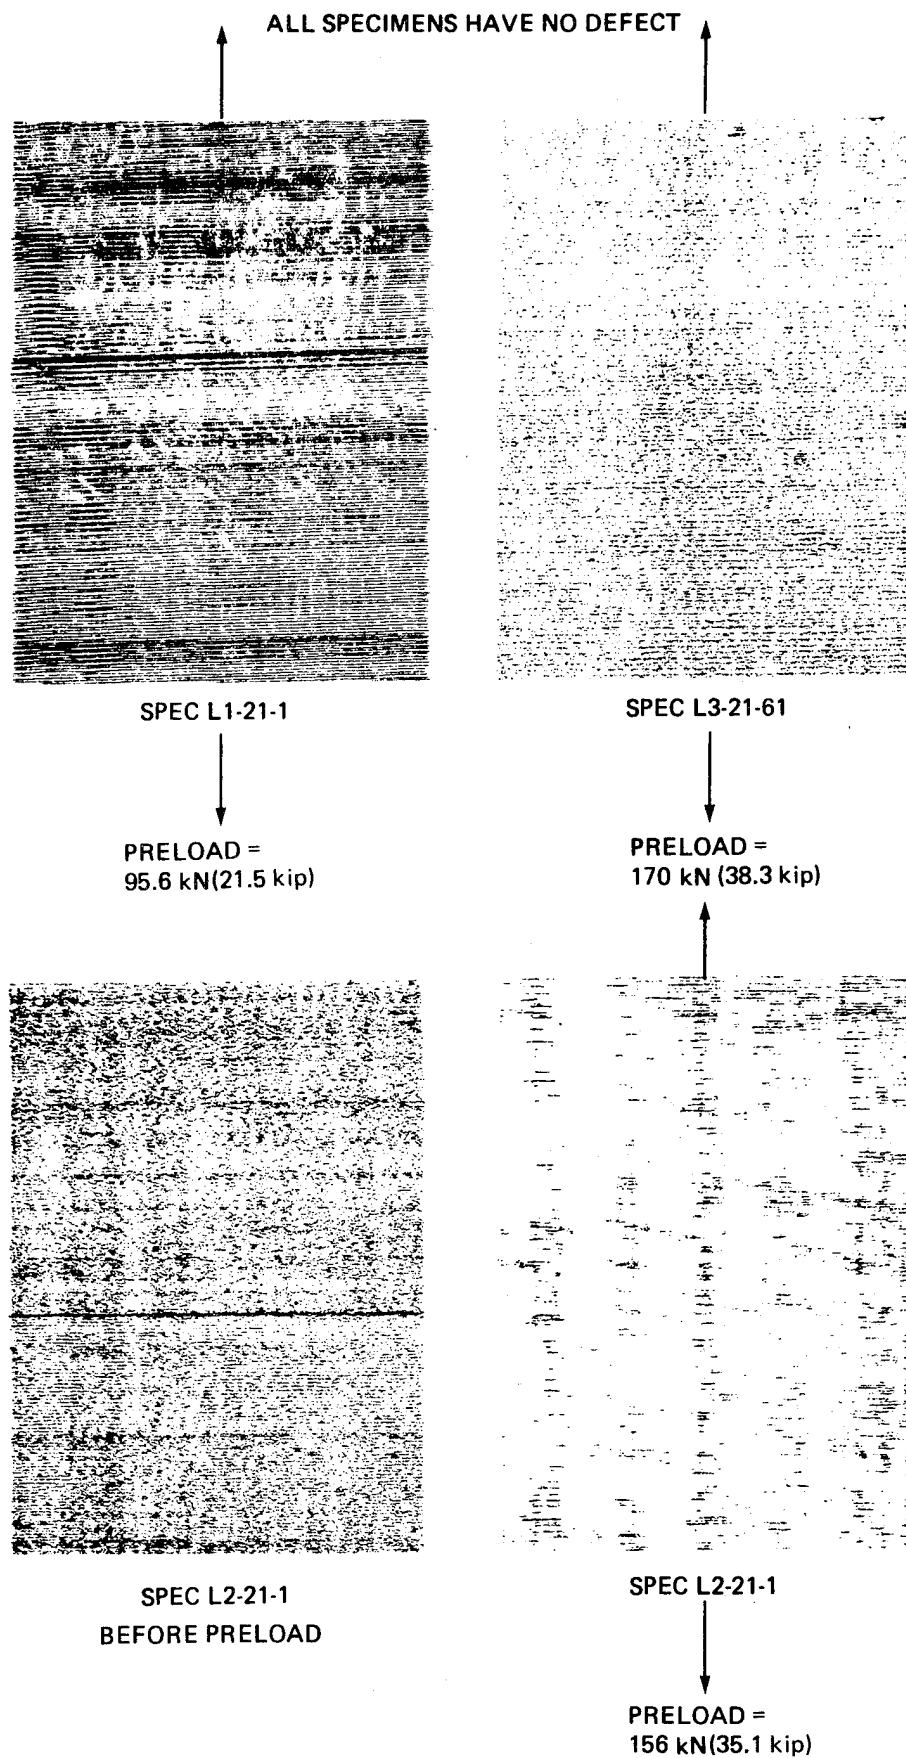 ALL SPECIMENS HAVE NO DEFECT
SPEC L1-21-1
PRELOAD =
95.6 kN(21.5 kip)
SPEC L3-21-61
PRELOAD =
170 kN (38.3 kip)
SPEC L2-21-1
BEFORE PRELOAD
SPEC L2-21-1
PRELOAD =
156 kN(35.1 kip)